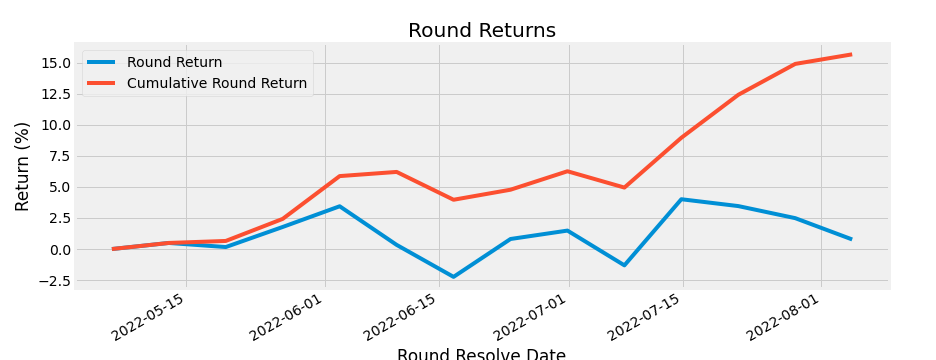 Round Returns
Round Return
Cumulative Round Return
Return (%)
15.0
12.5
10.0
7.5
5.0
2.5
0.0
−2.5
2022-05-15
2022-06-01
2022-06-15
2022-07-01
2022-07-15
2022-08-01
Round Resolve Date